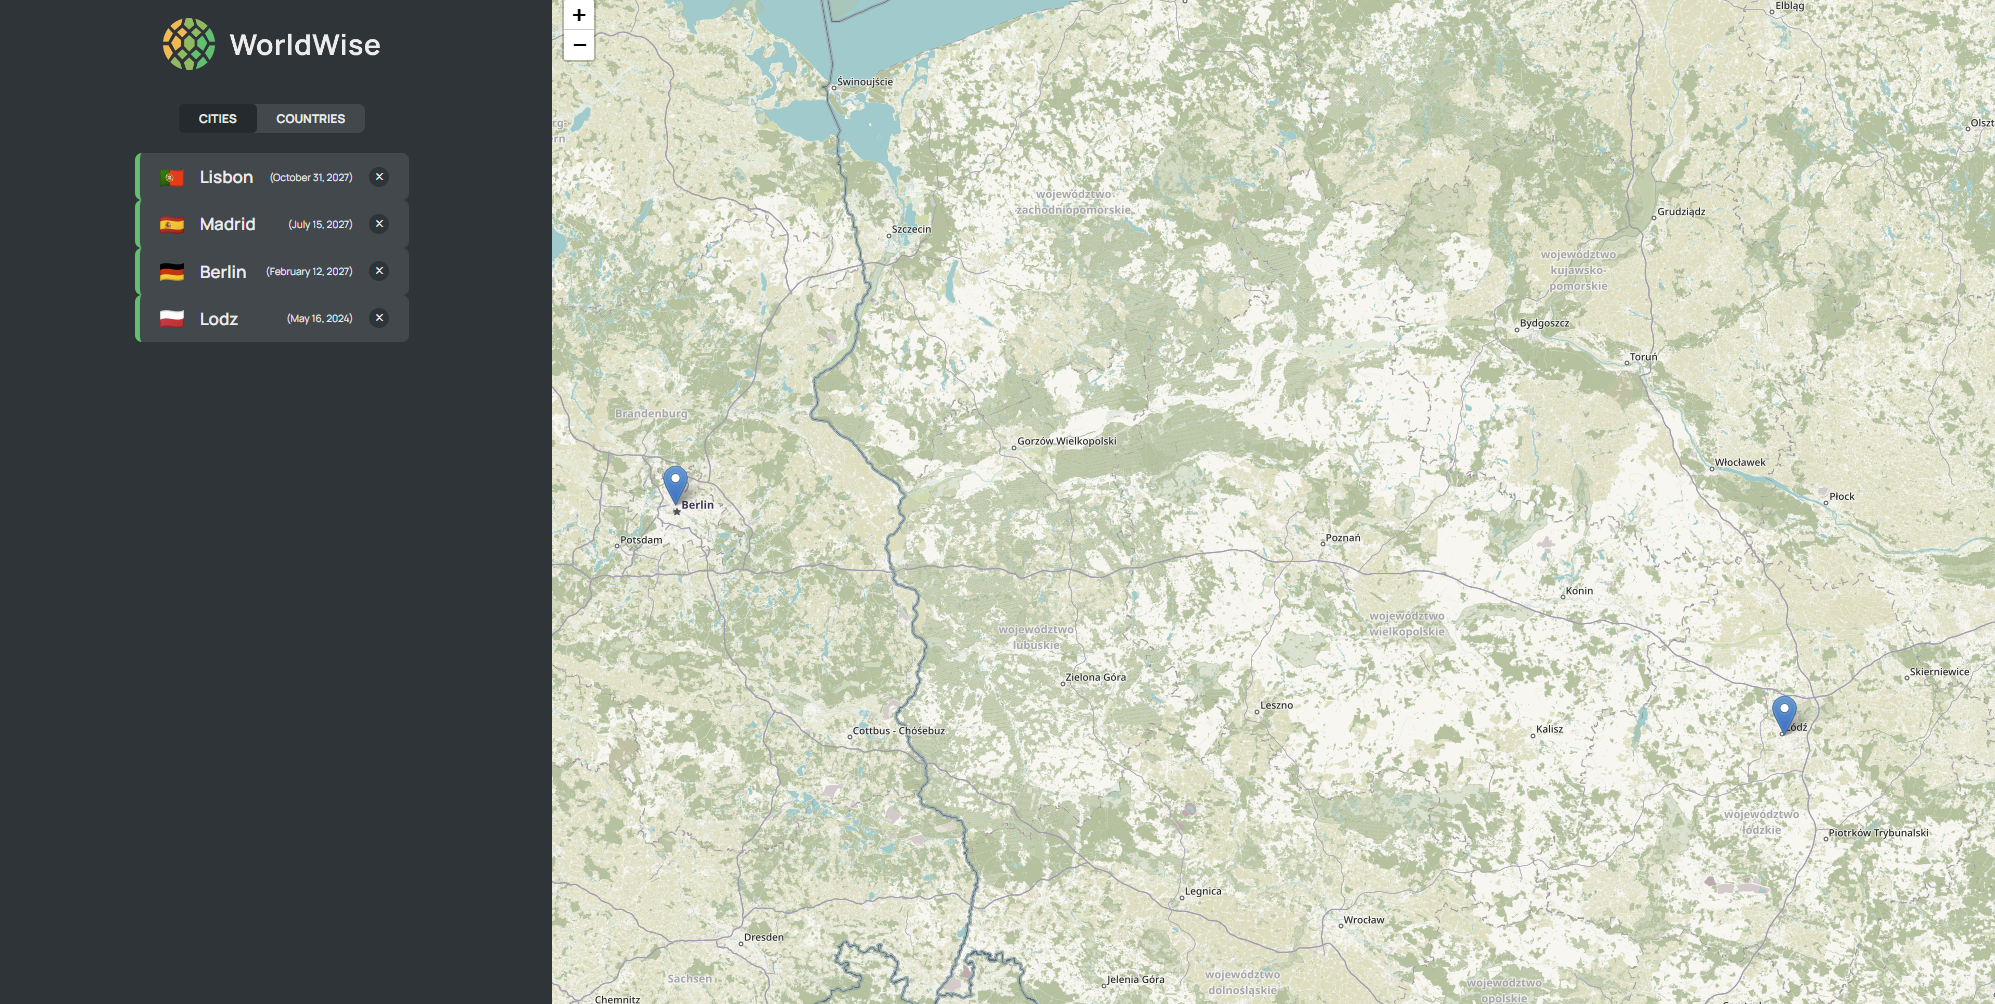 WorldWise
CITIES
COUNTRIES
Lisbon (October 31, 2027) ×
Madrid (July 15, 2027) ×
Berlin (February 12, 2027) ×
Lodz (May 16, 2024) ×
+
−
Elbląg
Świnoujście
Olszt
województwo
zachodniopomorskie
Grudziądz
Szczecin
województwo
kujawsko-
pomorskie
Bydgoszcz
Toruń
Brandenburg
Gorzów Wielkopolski
Włocławek
Płock
Berlin
Potsdam
Poznań
Konin
województwo
wielkopolskie
województwo
lubuskie
Skierniewice
Zielona Góra
Leszno
Cottbus - Chóśebuz
Kalisz
ódź
województwo
łódzkie
Piotrków Trybunalski
Legnica
Wrocław
Dresden
Sachsen
Jelenia Góra
województwo
dolnośląskie
województwo
opolskie
Chemnitz